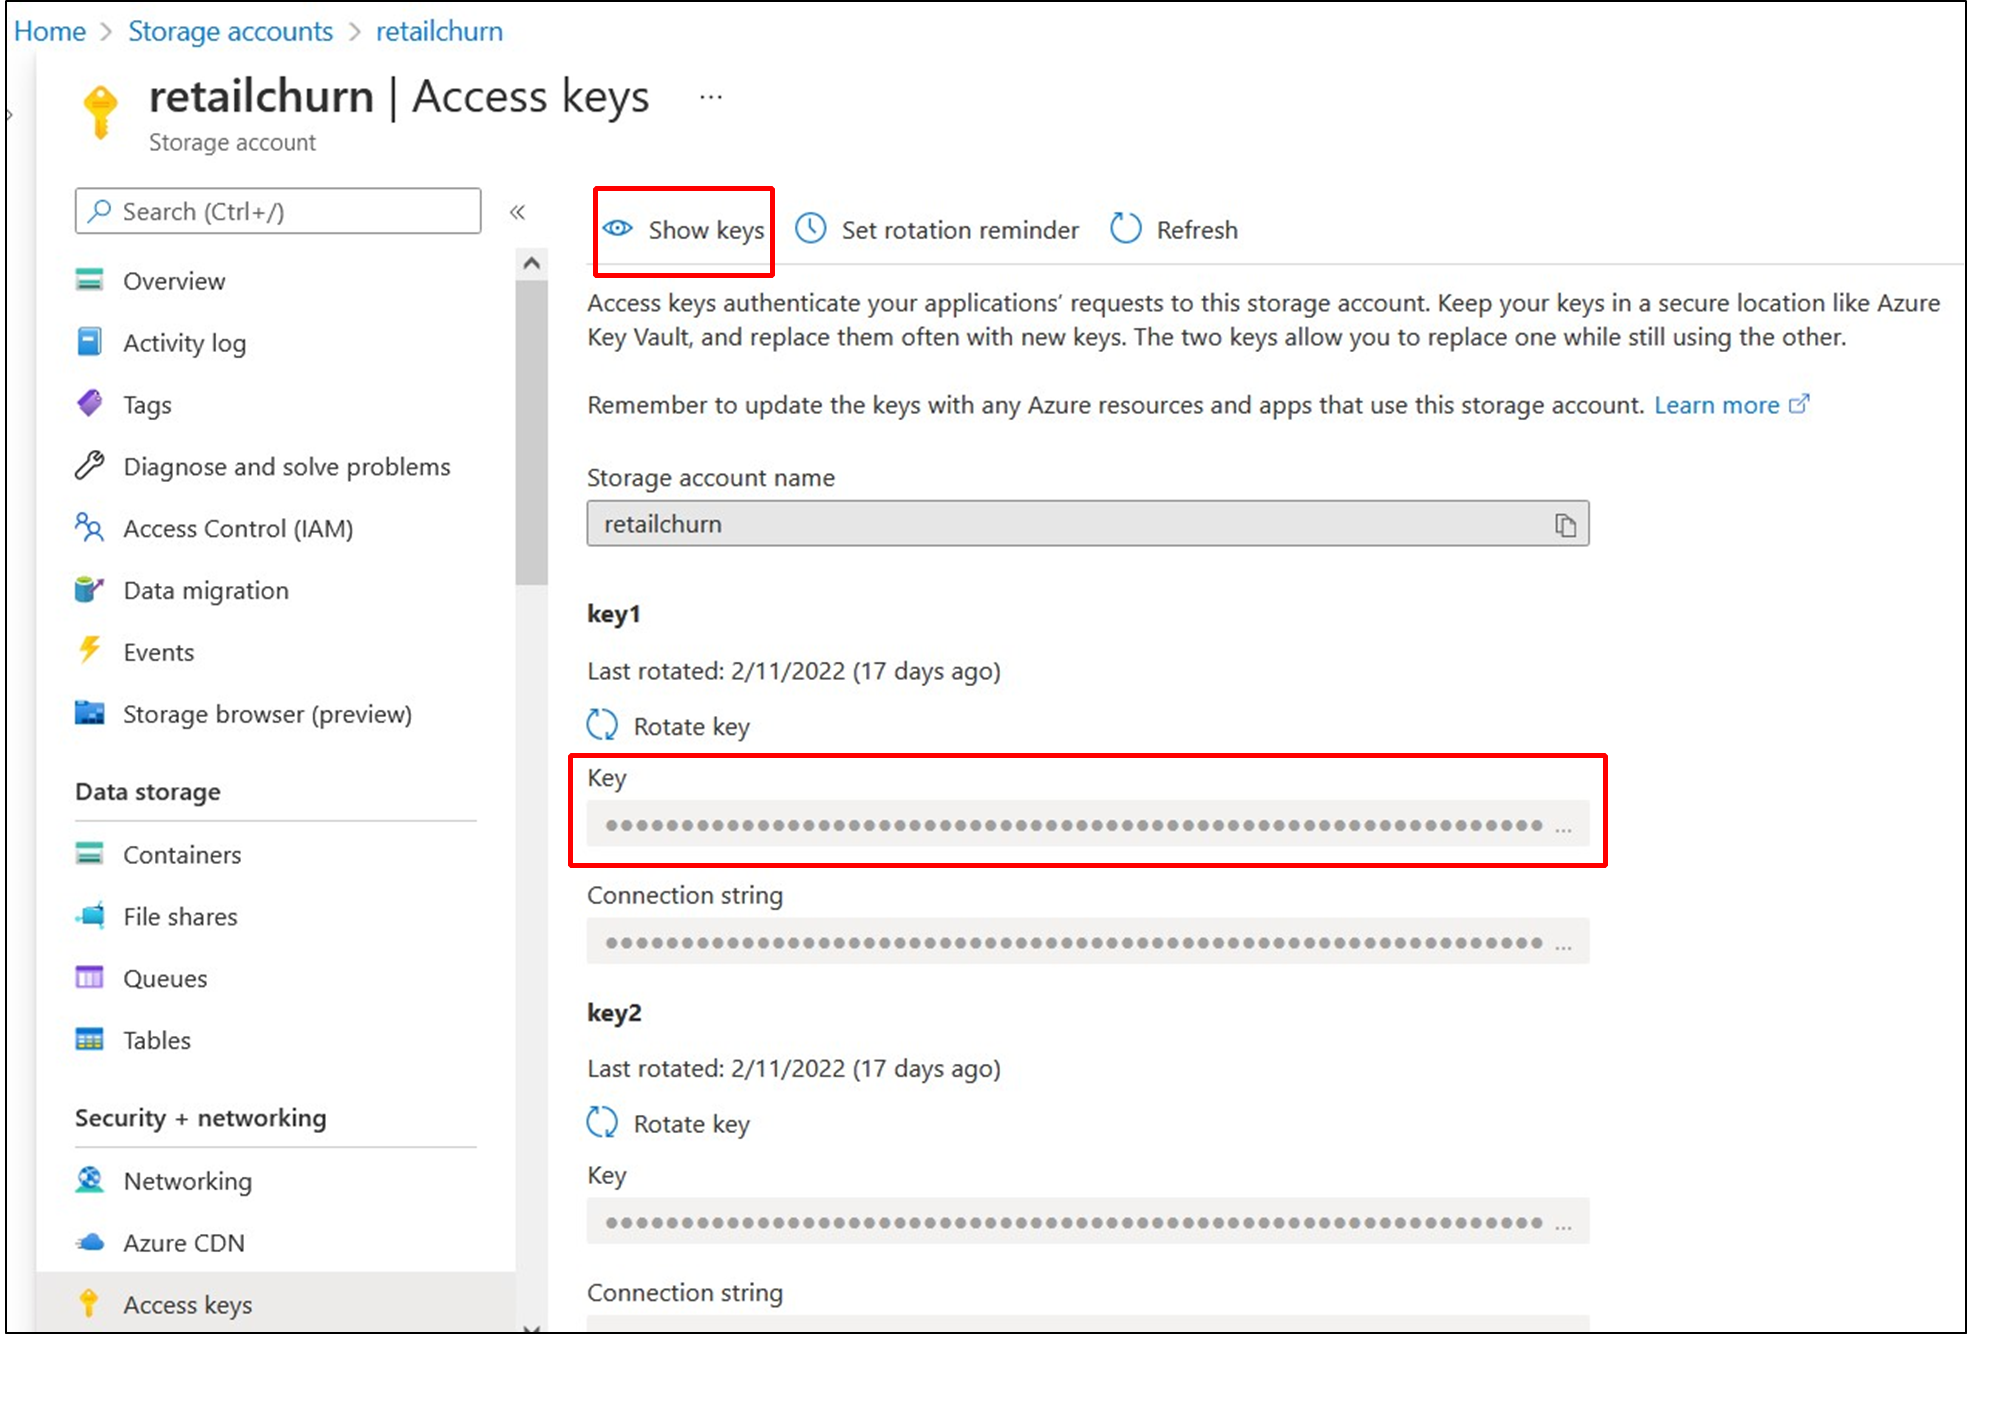 Home > Storage accounts > retailchurn
retailchurn | Access keys ...
Storage account
Search (Ctrl+/)
«
Overview
Activity log
Tags
Diagnose and solve problems
Access Control (IAM)
Data migration
Events
Storage browser (preview)
Data storage
Containers
File shares
Queues
Tables
Security + networking
Networking
Azure CDN
Access keys
Show keys Set rotation reminder Refresh
Access keys authenticate your applications’ requests to this storage account. Keep your keys in a secure location like Azure
Key Vault, and replace them often with new keys. The two keys allow you to replace one while still using the other.
Remember to update the keys with any Azure resources and apps that use this storage account. Learn more
Storage account name
retailchurn
key1
Last rotated: 2/11/2022 (17 days ago)
Rotate key
Key
Connection string
key2
Last rotated: 2/11/2022 (17 days ago)
Rotate key
Key
Connection string